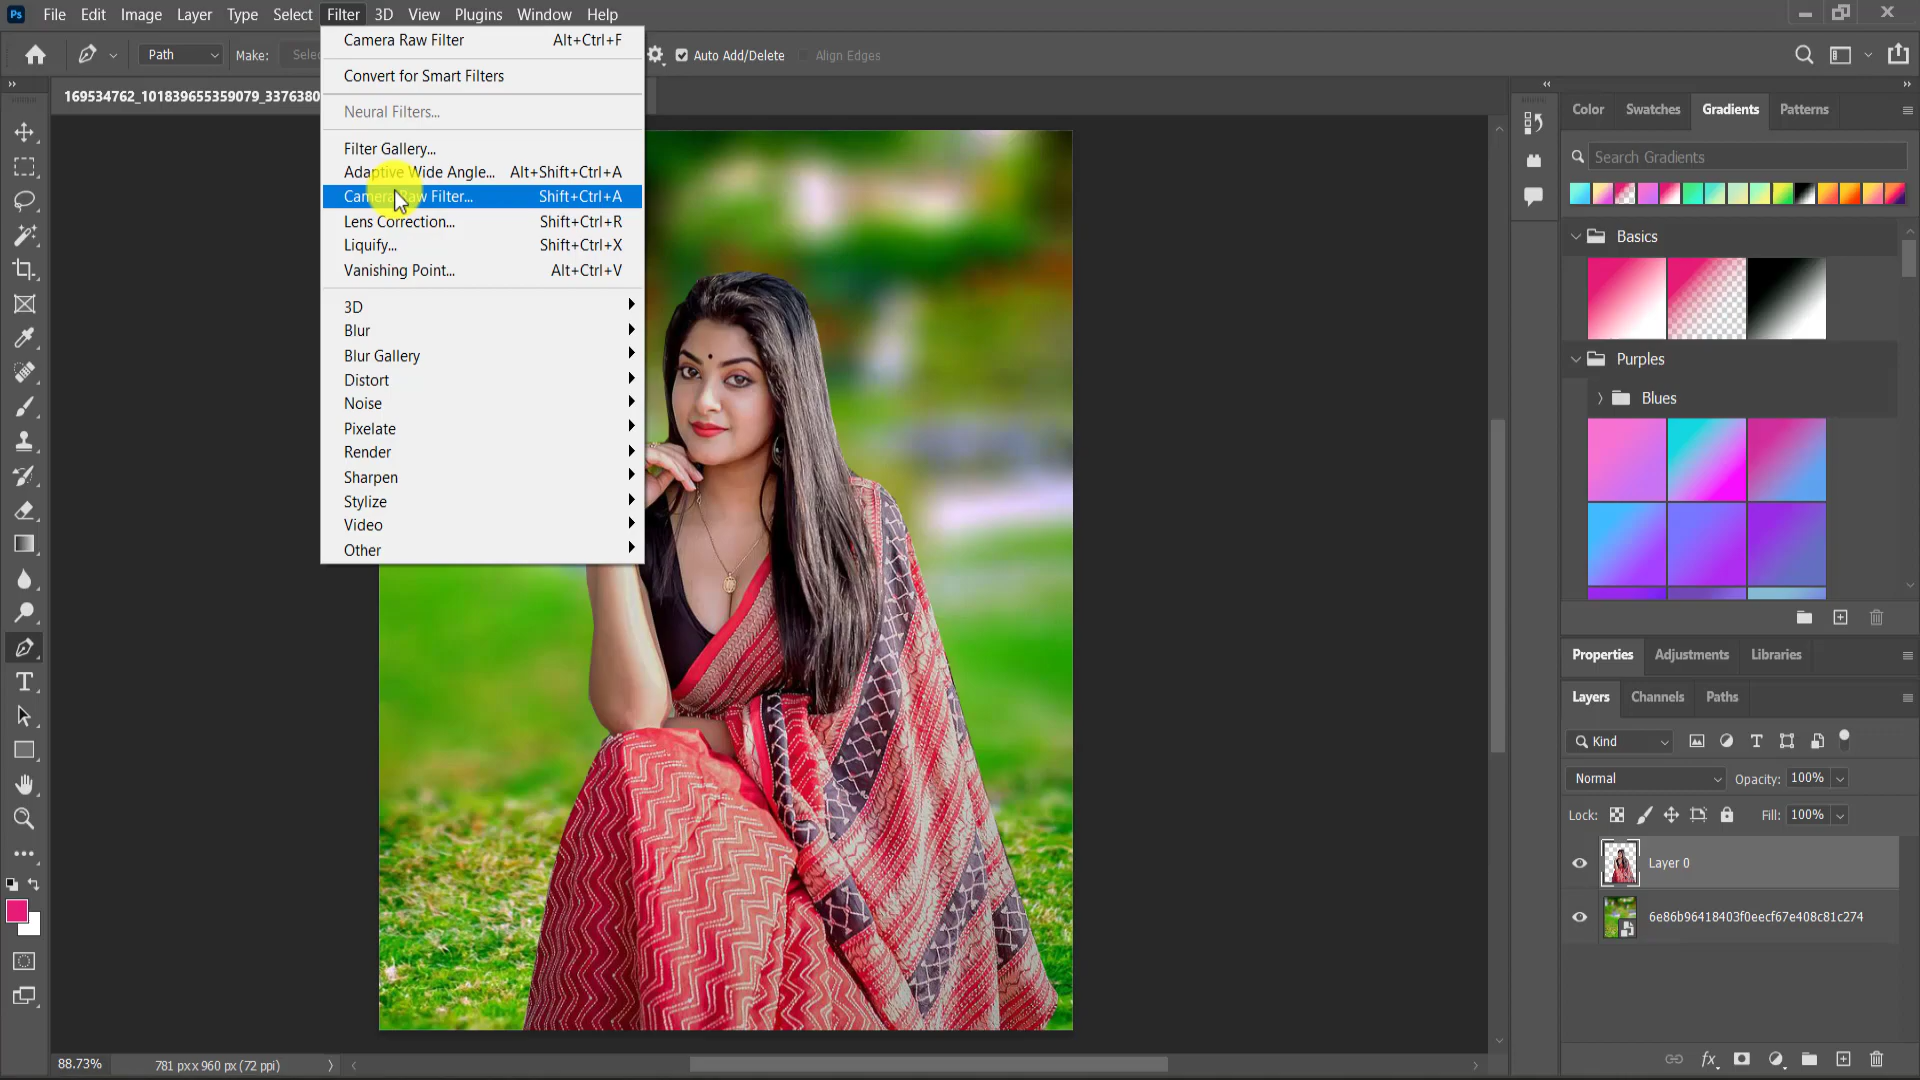 Ps File Edit Image Layer Type Select Filter 3D View Plugins Window Help
Path Make: Auto Add/Delete Align Edges
169534762_101839655359079_3376380
Camera Raw Filter Alt+Ctrl+F
Convert for Smart Filters
Neural Filters...
Filter Gallery...
Adaptive Wide Angle... Alt+Shift+Ctrl+A
Camera Raw Filter... Shift+Ctrl+A
Lens Correction... Shift+Ctrl+R
Liquify... Shift+Ctrl+X
Vanishing Point... Alt+Ctrl+V
3D
Blur
Blur Gallery
Distort
Noise
Pixelate
Render
Sharpen
Stylize
Video
Other
Color Swatches Gradients Patterns
Search Gradients
Basics
Purples
Blues
Properties Adjustments Libraries
Layers Channels Paths
Kind
Normal Opacity: 100%
Lock: Fill: 100%
Layer 0
6e86b96418403f0eecf67e408c81c274
fx
88.73% 781 px x 960 px (72 ppi)